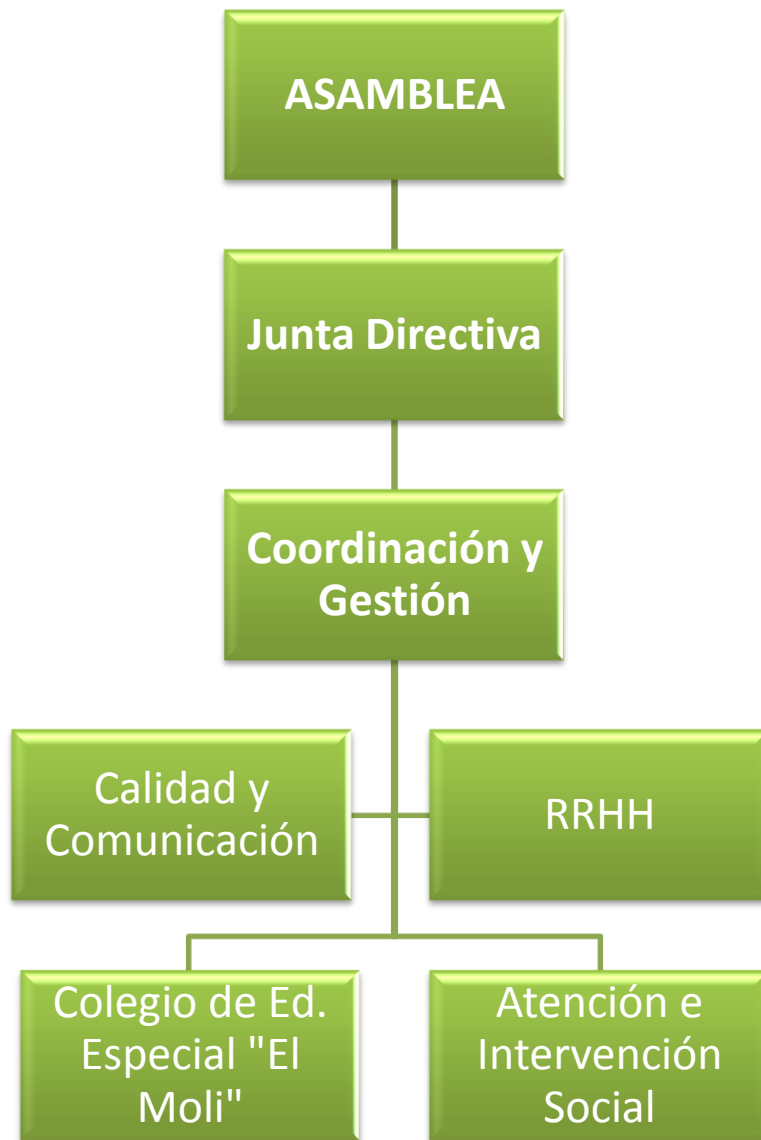 ASAMBLEA
Junta Directiva
Coordinación y
Gestión
Calidad y
Comunicación
RRHH
Colegio de Ed.
Especial "El
Moli"
Atención e
Intervención
Social